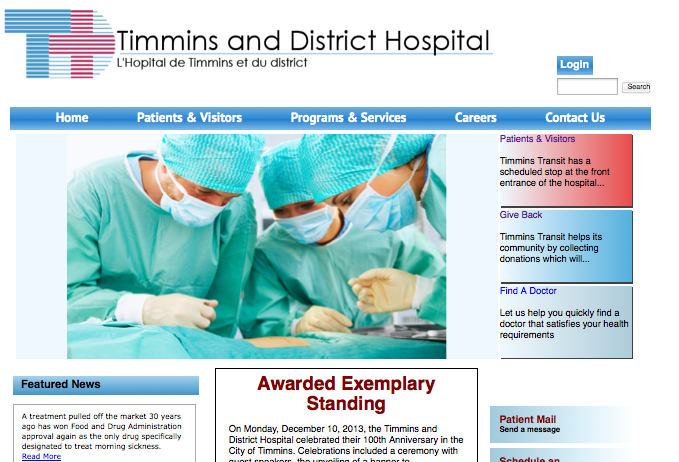 Timmins and District Hospital
L'Hopital de Timmins et du district
Login
Search
Home Patients & Visitors Programs & Services Careers Contact Us
Patients & Visitors
Timmins Transit has a
scheduled stop at the front
entrance of the hospital...
Give Back
Timmins Transit helps its
community by collecting
donations which will...
Find A Doctor
Let us help you quickly find a
doctor that satisfies your health
requirements
Featured News
A treatment pulled off the market 30 years
ago has won Food and Drug Administration
approval again as the only drug specifically
designated to treat morning sickness.
Read More
Awarded Exemplary
Standing
On Monday, December 10, 2013, the Timmins and
District Hospital celebrated their 100th Anniversary in the
City of Timmins. Celebrations included a ceremony with
guest speakers, the unveiling of a banner to
Patient Mail
Send a message
Schedule an